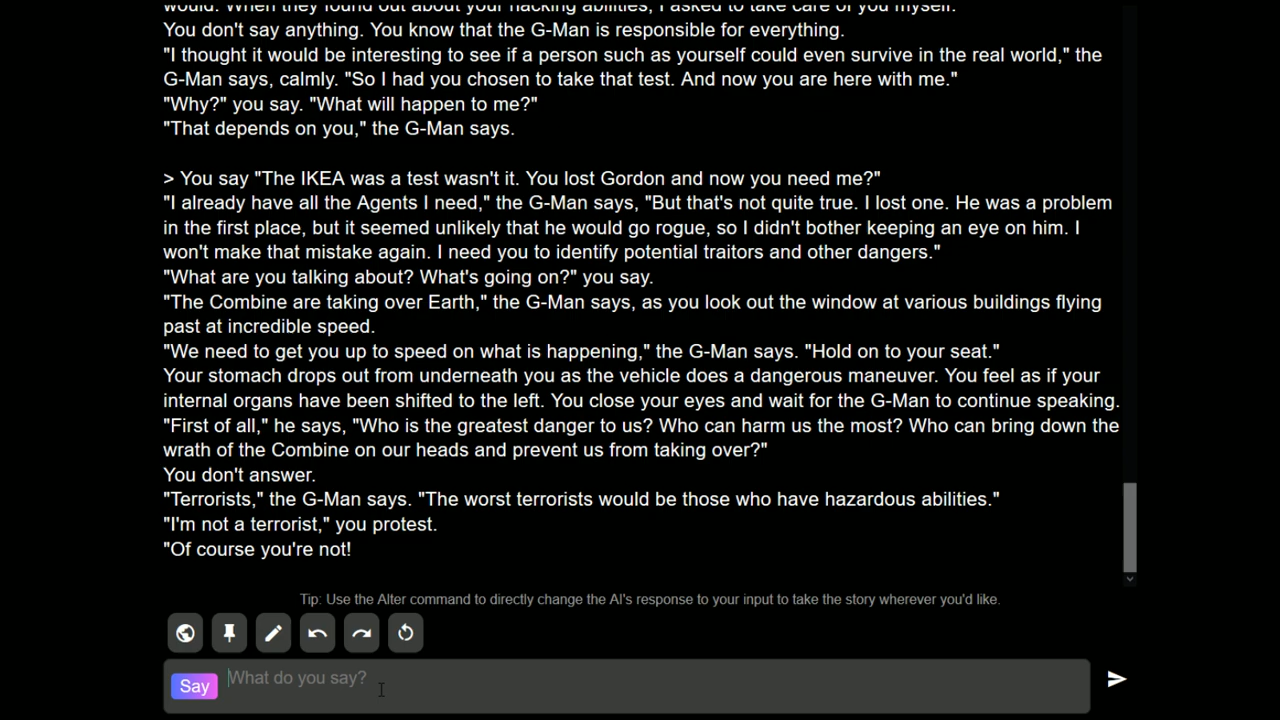 would. When they found out about your hacking abilities, I asked to take care of you myself.
You don't say anything. You know that the G-Man is responsible for everything.
"I thought it would be interesting to see if a person such as yourself could even survive in the real world," the
G-Man says, calmly. "So I had you chosen to take that test. And now you are here with me."
"Why?" you say. "What will happen to me?"
"That depends on you," the G-Man says.
> You say "The IKEA was a test wasn't it. You lost Gordon and now you need me?"
"I already have all the Agents I need," the G-Man says, "But that's not quite true. I lost one. He was a problem
in the first place, but it seemed unlikely that he would go rogue, so I didn't bother keeping an eye on him. I
won't make that mistake again. I need you to identify potential traitors and other dangers."
"What are you talking about? What's going on?" you say.
"The Combine are taking over Earth," the G-Man says, as you look out the window at various buildings flying
past at incredible speed.
"We need to get you up to speed on what is happening," the G-Man says. "Hold on to your seat."
Your stomach drops out from underneath you as the vehicle does a dangerous maneuver. You feel as if your
internal organs have been shifted to the left. You close your eyes and wait for the G-Man to continue speaking.
"First of all," he says, "Who is the greatest danger to us? Who can harm us the most? Who can bring down the
wrath of the Combine on our heads and prevent us from taking over?"
You don't answer.
"Terrorists," the G-Man says. "The worst terrorists would be those who have hazardous abilities."
"I'm not a terrorist," you protest.
"Of course you're not!
Tip: Use the Alter command to directly change the AI's response to your input to take the story wherever you'd like.
Say What do you say?